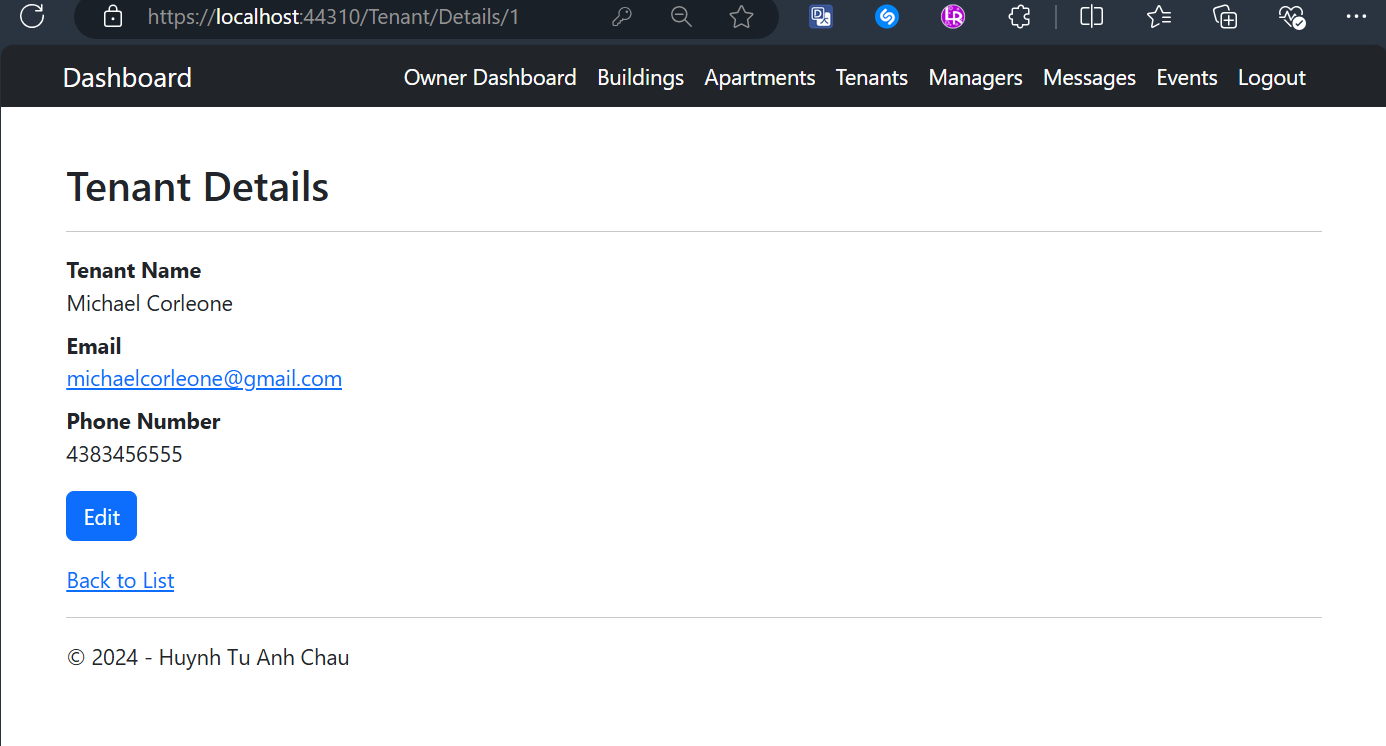 https://localhost:44310/Tenant/Details/1
Dashboard Owner Dashboard Buildings Apartments Tenants Managers Messages Events Logout
Tenant Details
Tenant Name
Michael Corleone
Email
michaelcorleone@gmail.com
Phone Number
4383456555
Edit
Back to List
© 2024 - Huynh Tu Anh Chau